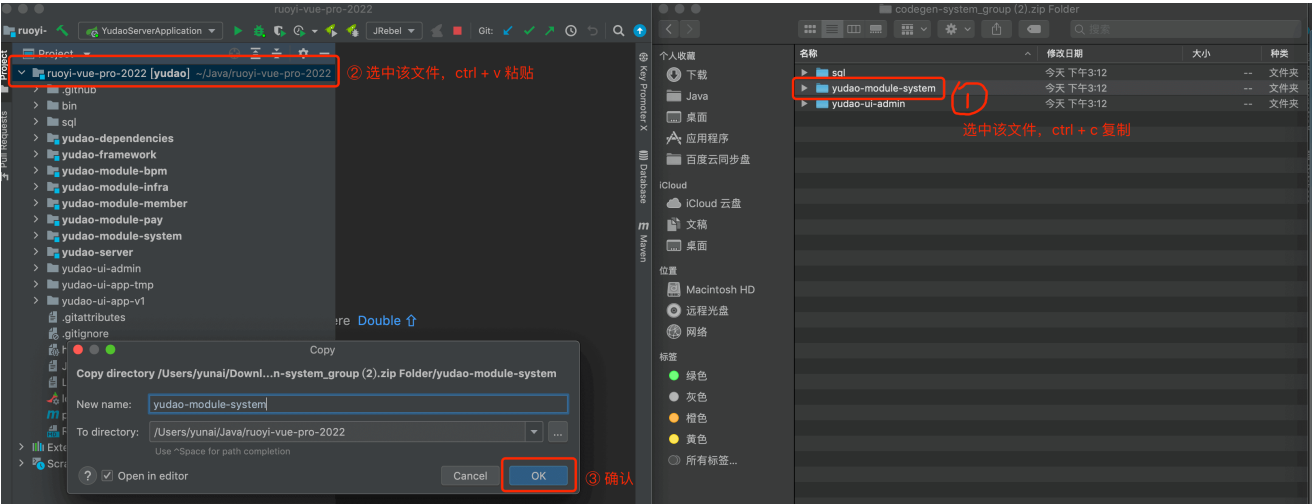 ruoyi-vue-pro-2022
ruoyi-
YudaoServerApplication
JRebel
Git:
Project
Project
Pull Requests
ruoyi-vue-pro-2022 [yudao] ~/Java/ruoyi-vue-pro-2022
② 选中该文件，ctrl + v 粘贴
.github
bin
sql
yudao-dependencies
yudao-framework
yudao-module-bpm
yudao-module-infra
yudao-module-member
yudao-module-pay
yudao-module-system
yudao-server
yudao-ui-admin
yudao-ui-app-tmp
yudao-ui-app-v1
.gitattributes
.gitignore
ere Double ⇧
Key Promoter X
Database
Maven
Copy
Copy directory /Users/yunai/Downl...n-system_group (2).zip Folder/yudao-module-system
New name:
yudao-module-system
To directory:
/Users/yunai/Java/ruoyi-vue-pro-2022
Use ^Space for path completion
? Open in editor
Cancel
OK
③ 确认
Exte
Scra
codegen-system_group (2).zip Folder
搜索
个人收藏
下载
Java
桌面
应用程序
百度云同步盘
iCloud
iCloud 云盘
文稿
桌面
位置
Macintosh HD
远程光盘
网络
标签
绿色
灰色
橙色
黄色
所有标签...
名称 修改日期 大小 种类
sql 今天 下午3:12 -- 文件夹
yudao-module-system 今天 下午3:12 -- 文件夹
yudao-ui-admin 今天 下午3:12 -- 文件夹
1
选中该文件，ctrl + c 复制